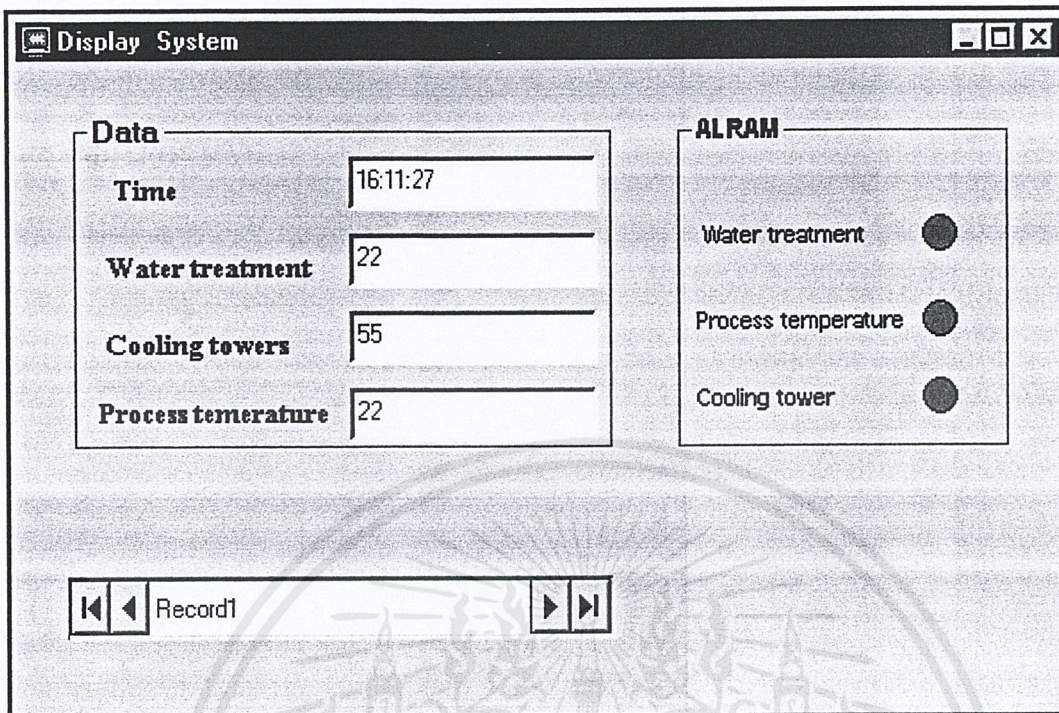 Display System
Data
Time
16:11:27
Water treatment
22
Cooling towers
55
Process temerature
22
ALRAM
Water treatment
Process temperature
Cooling tower
Record1